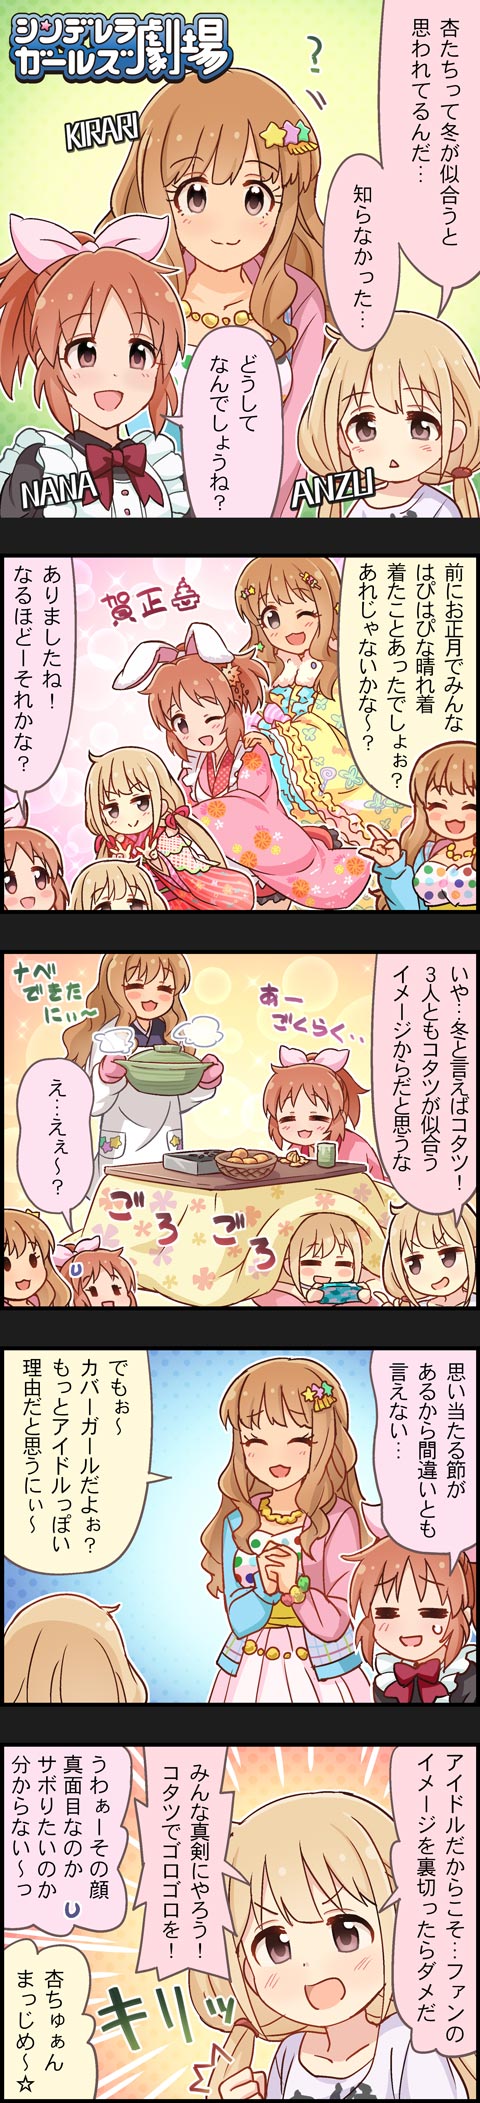 シンデレラ
ガールズ劇場
杏たちって冬が似合うと
思われてるんだ…
知らなかった…
KIRARI
?
どうして
なんでしょうね?
NANA
ANZU
前にお正月でみんな
はぴはぴな晴れ着
着たことあったでしょぉ?
あれじゃないかな～?
賀正
ありましたね!
なるほどーそれかな?
いや…冬と言えばコタツ!
3人ともコタツが似合う
イメージからだと思うな
ナベ
できた
にぃ～
あー
ごくらく・・
え…えぇ～?
ごろ
ごろ
思い当たる節が
あるから間違いとも
言えない…
でもぉ～
カバーガールだよぉ?
もっとアイドルっぽい
理由だと思うにぃ～
アイドルだからこそ…ファンの
イメージを裏切ったらダメだ
みんな真剣にやろう!
コタツでゴロゴロを!
うわぁーその顔
真面目なのか
サボりたいのか
分からない～っ
キリッ
杏ちゅぁん
まっじめ～☆